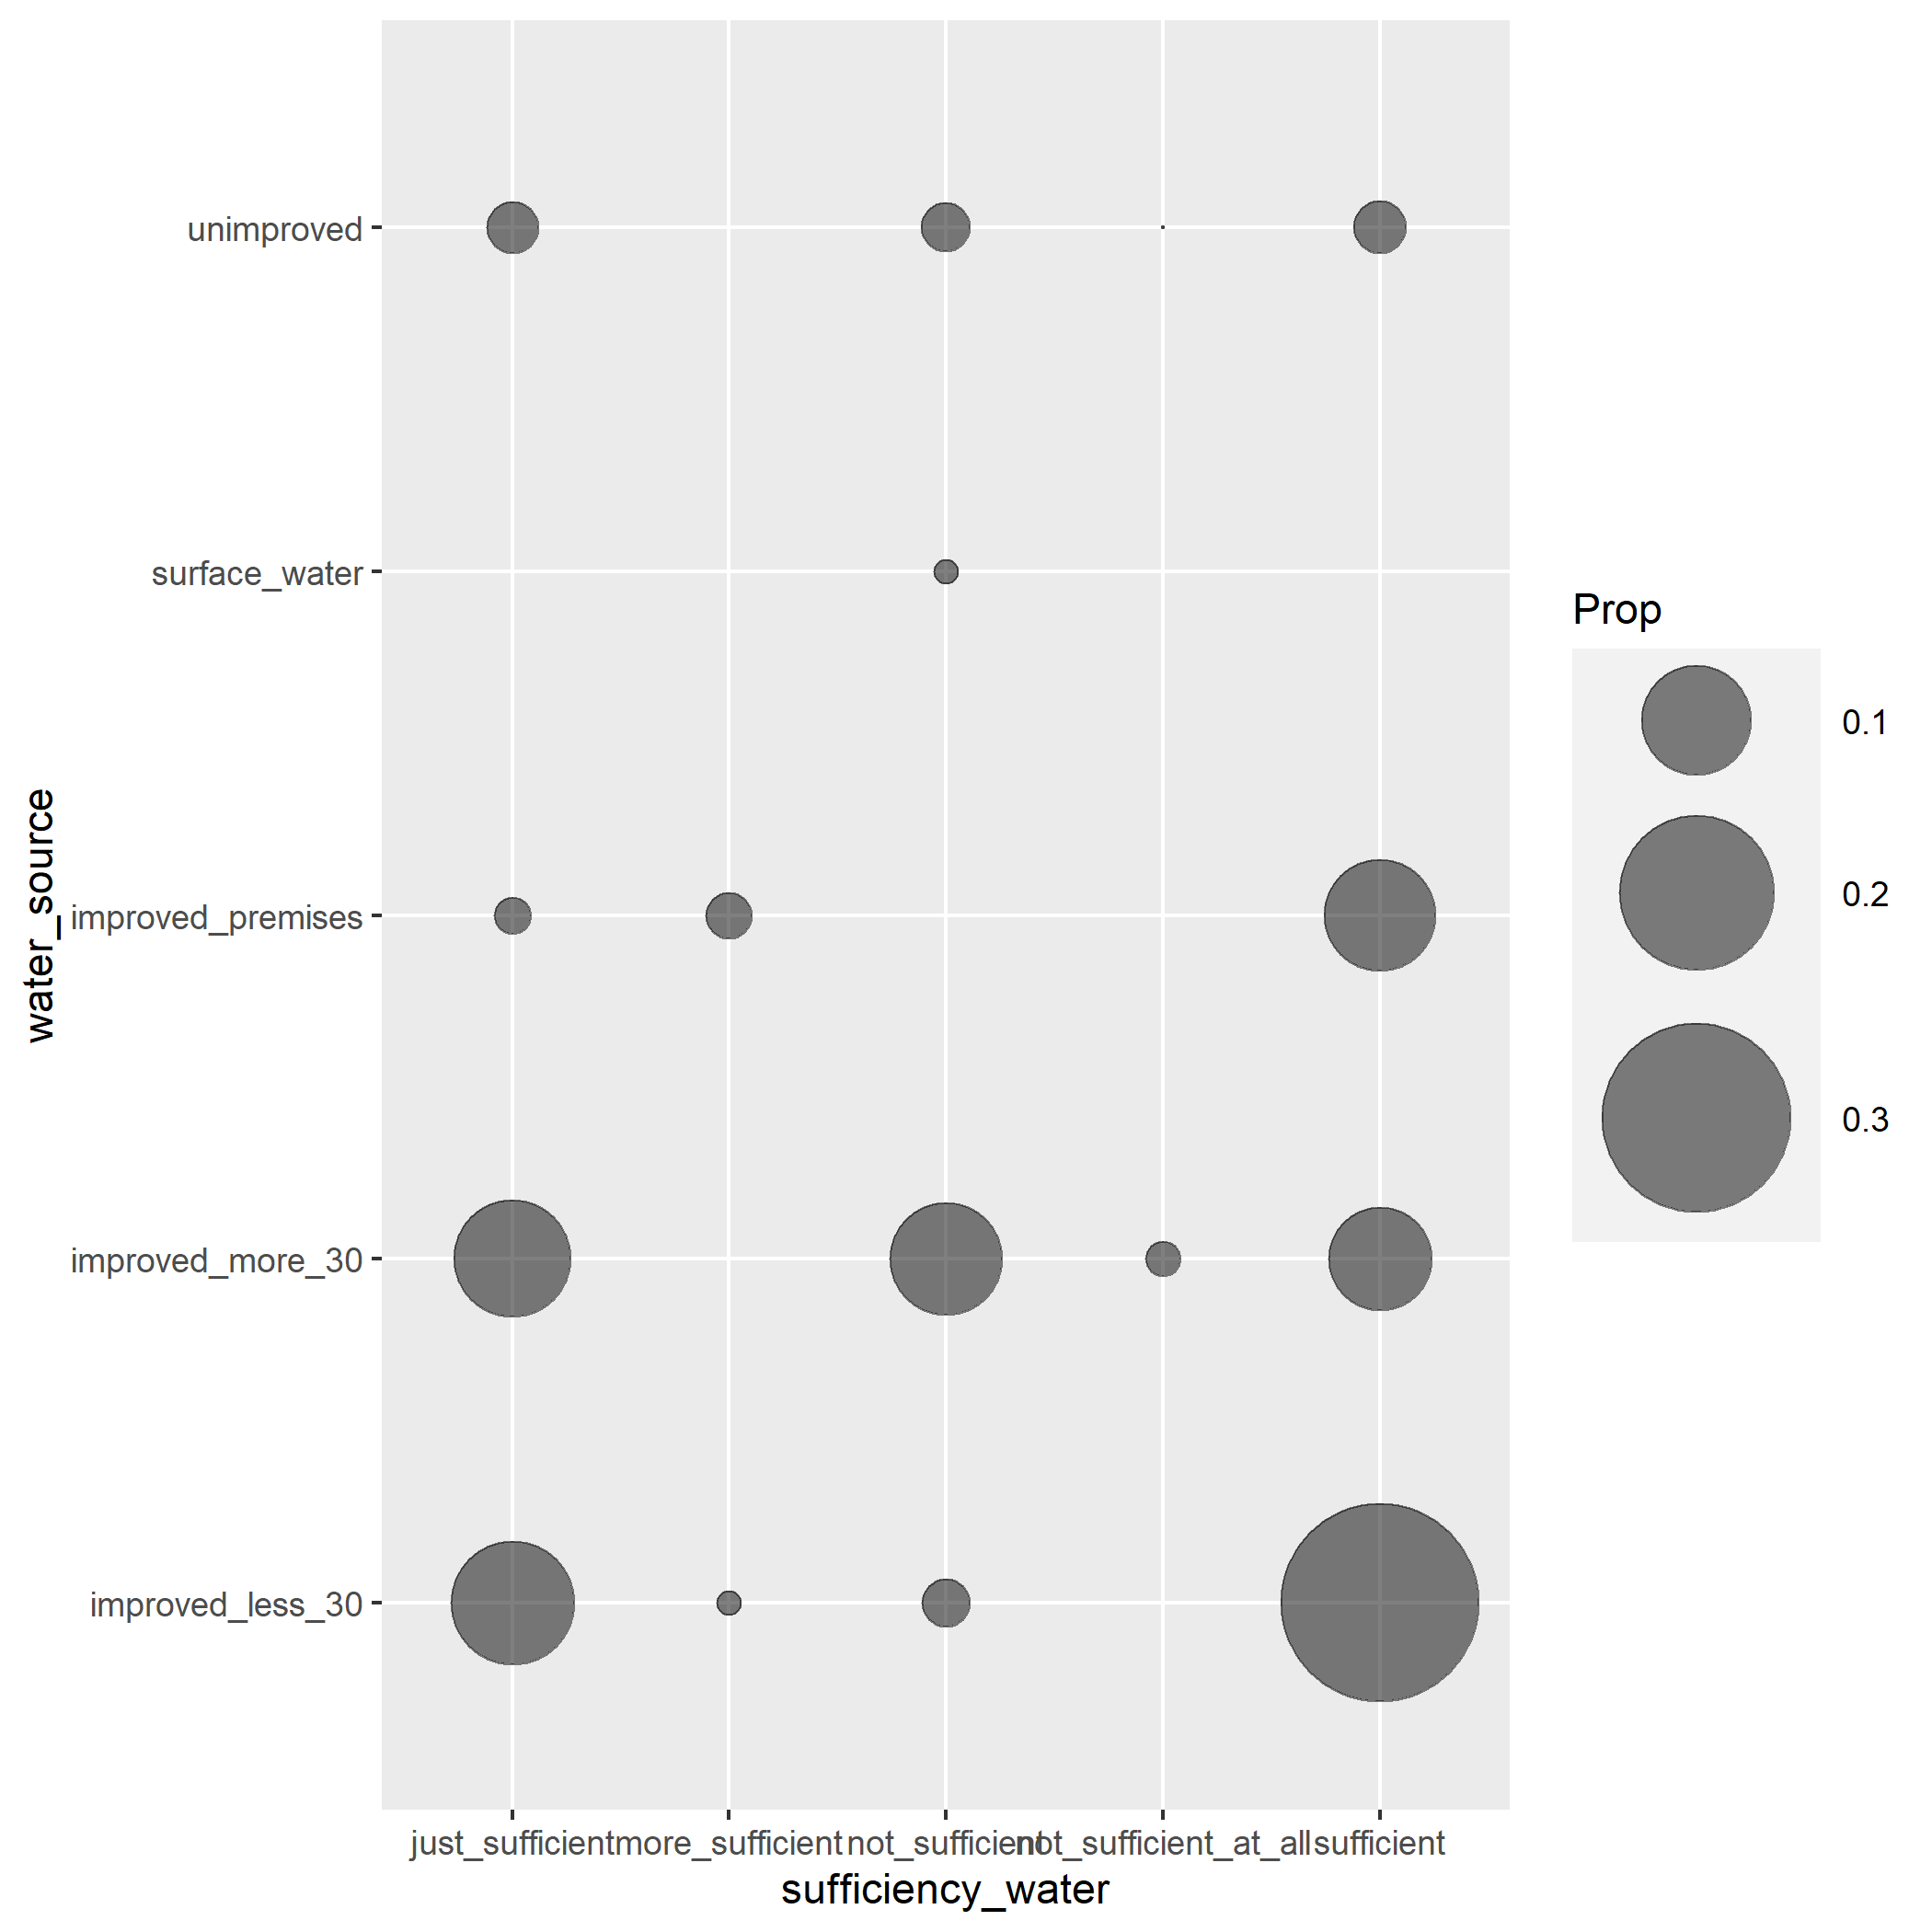 unimproved
surface_water
improved_premises
improved_more_30
improved_less_30
water_source
just_sufficient
more_sufficient
not_sufficient
not_sufficient_at_all
sufficient
sufficiency_water
Prop
0.1
0.2
0.3